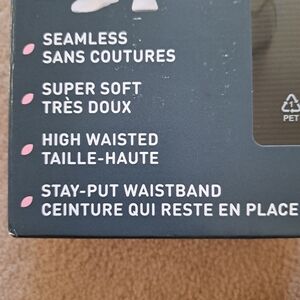 SEAMLESS
SANS COUTURES
SUPER SOFT
TRÈS DOUX
HIGH WAISTED
TAILLE-HAUTE
STAY-PUT WAISTBAND
CEINTURE QUI RESTE EN PLACE
1
PET